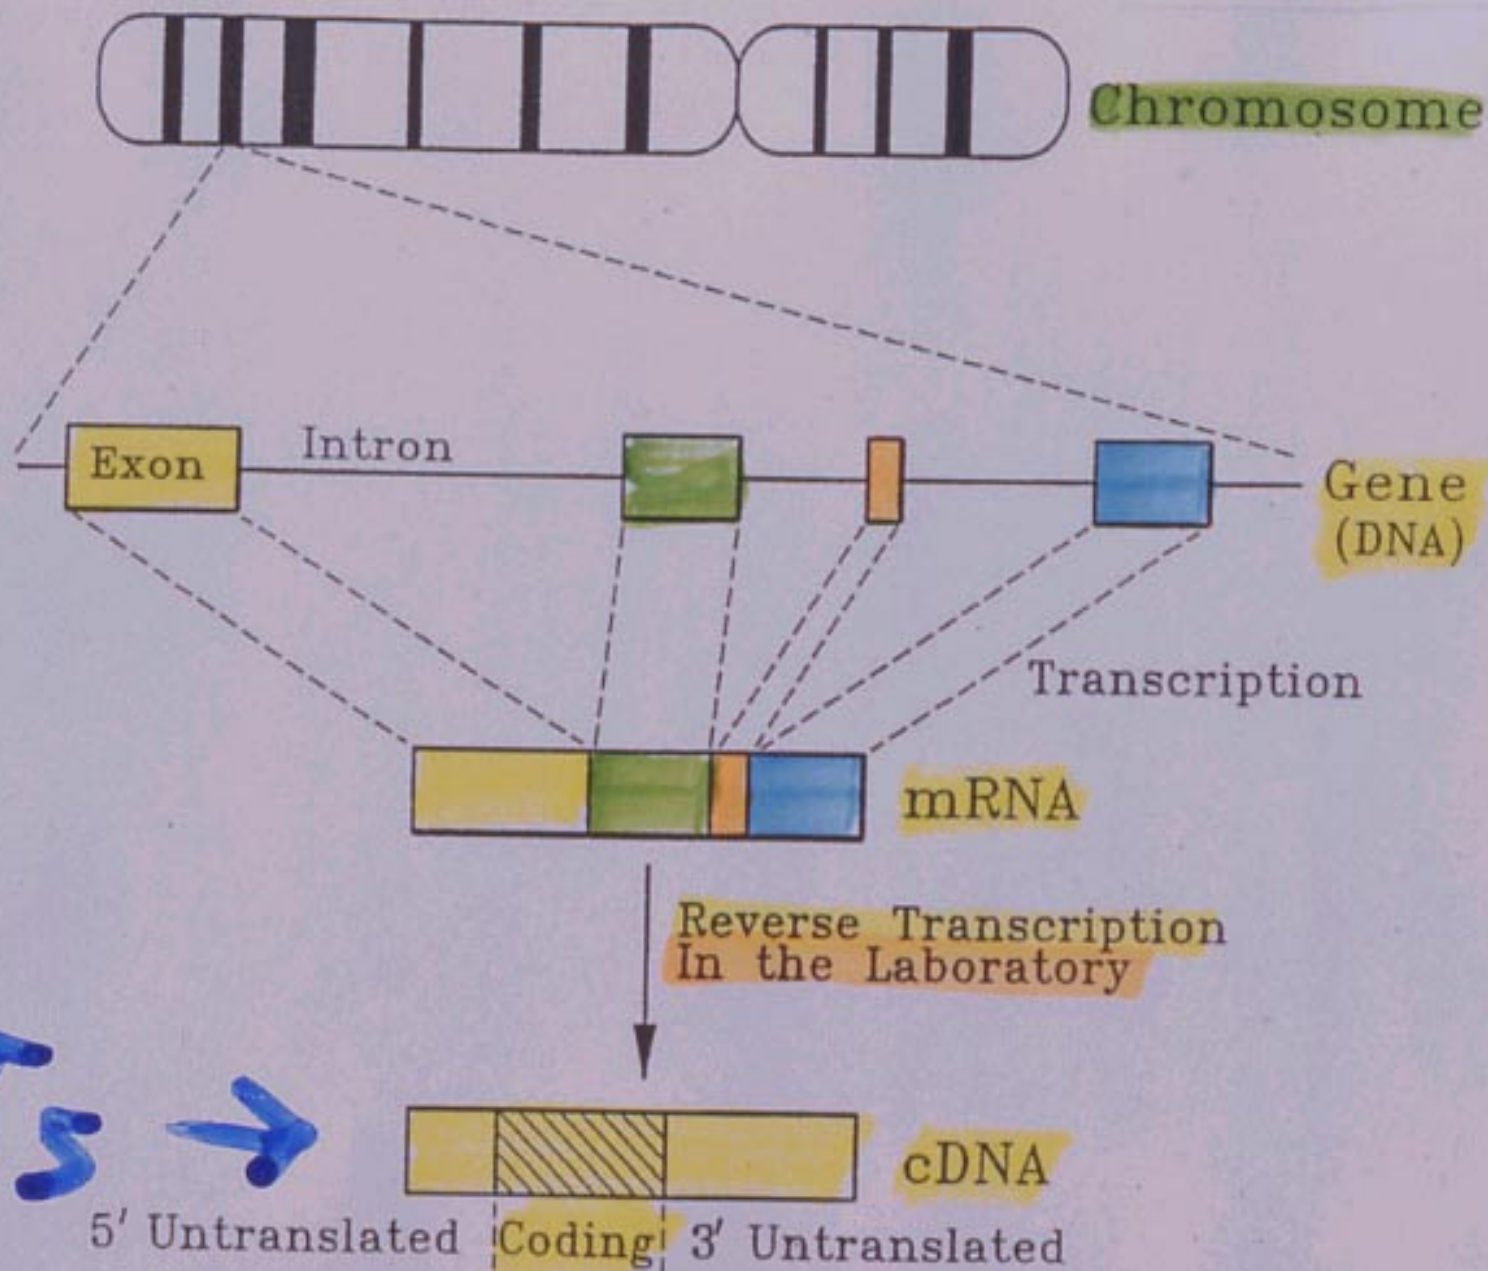 Chromosome
Exon
Intron
Gene
(DNA)
Transcription
mRNA
Reverse Transcription
In the Laboratory
cDNA
5′ Untranslated
Coding
3′ Untranslated